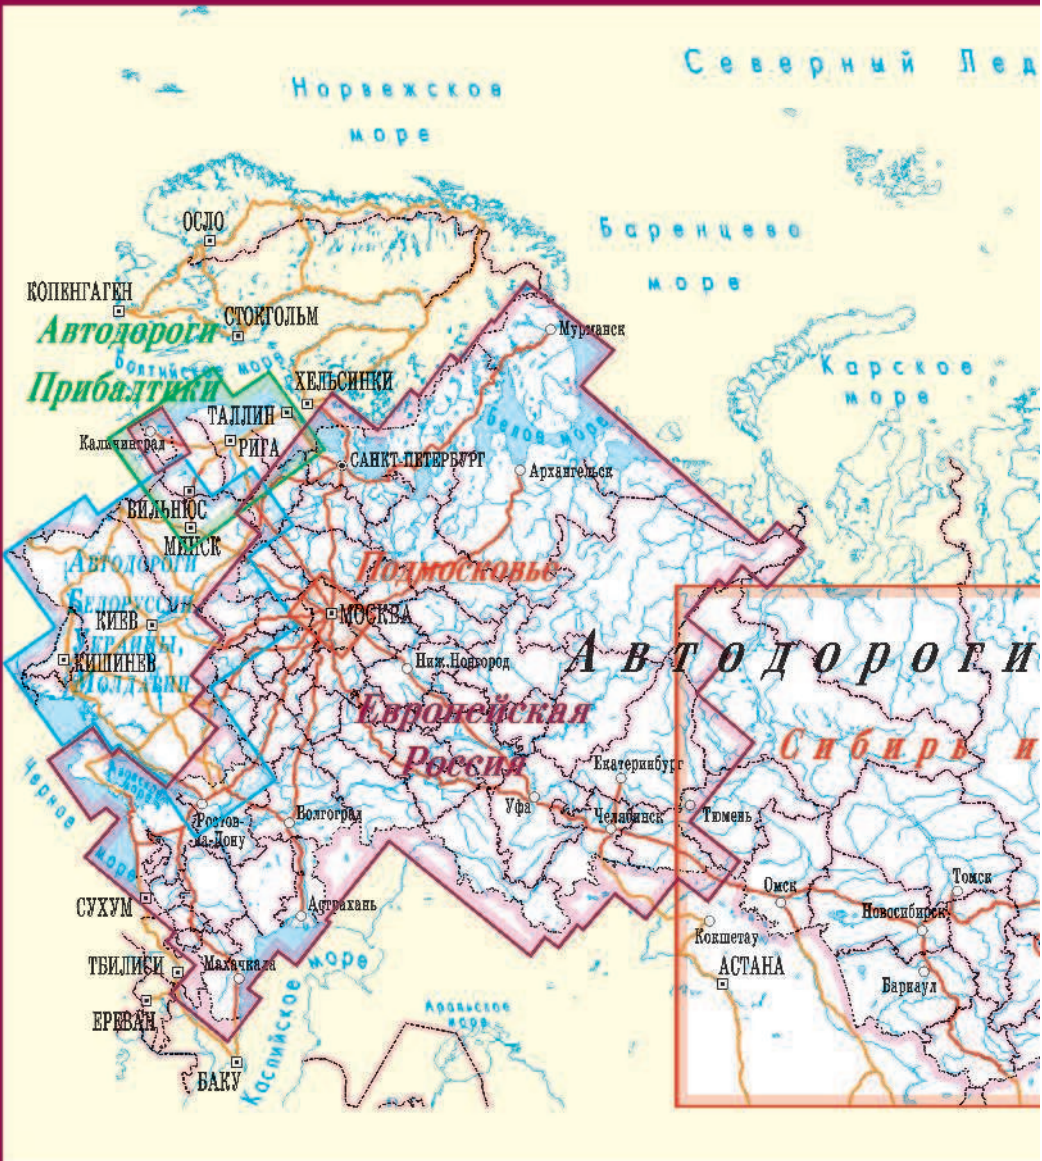 Северный Лед
Норвежское
море
Баренцево
море
Карское
море
ОСЛО
КОПЕНГАГЕН
СТОКГОЛЬМ
Автодороги
Прибалтики
Балтийское море
ХЕЛЬСИНКИ
ТАЛЛИН
Калининград
РИГА
Мурманск
Белое море
САНКТ-ПЕТЕРБУРГ
Архангельск
ВИЛЬНЮС
МИНСК
Автодороги
Белоруссии,
Украины,
Молдавии
КИЕВ
КИШИНЕВ
Подмосковье
МОСКВА
Ниж.Новгород
Автодороги
Европейская
Россия
Сибирь и
Екатеринбург
Уфа
Челябинск
Тюмень
Черное
море
Азовское
море
Ростов-
на-Дону
Волгоград
Астрахань
СУХУМ
ТБИЛИСИ
Махачкала
ЕРЕВАН
БАКУ
Каспийское
море
Аральское
море
Омск
Томск
Новосибирск
Кокшетау
АСТАНА
Барнаул